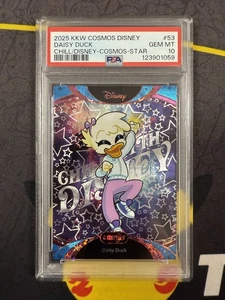 2025 KKW COSMOS DISNEY #53
DAISY DUCK GEM MT
CHILL/DISNEY-COSMOS-STAR 10
PSA 123901059
Disney
Daisy Duck